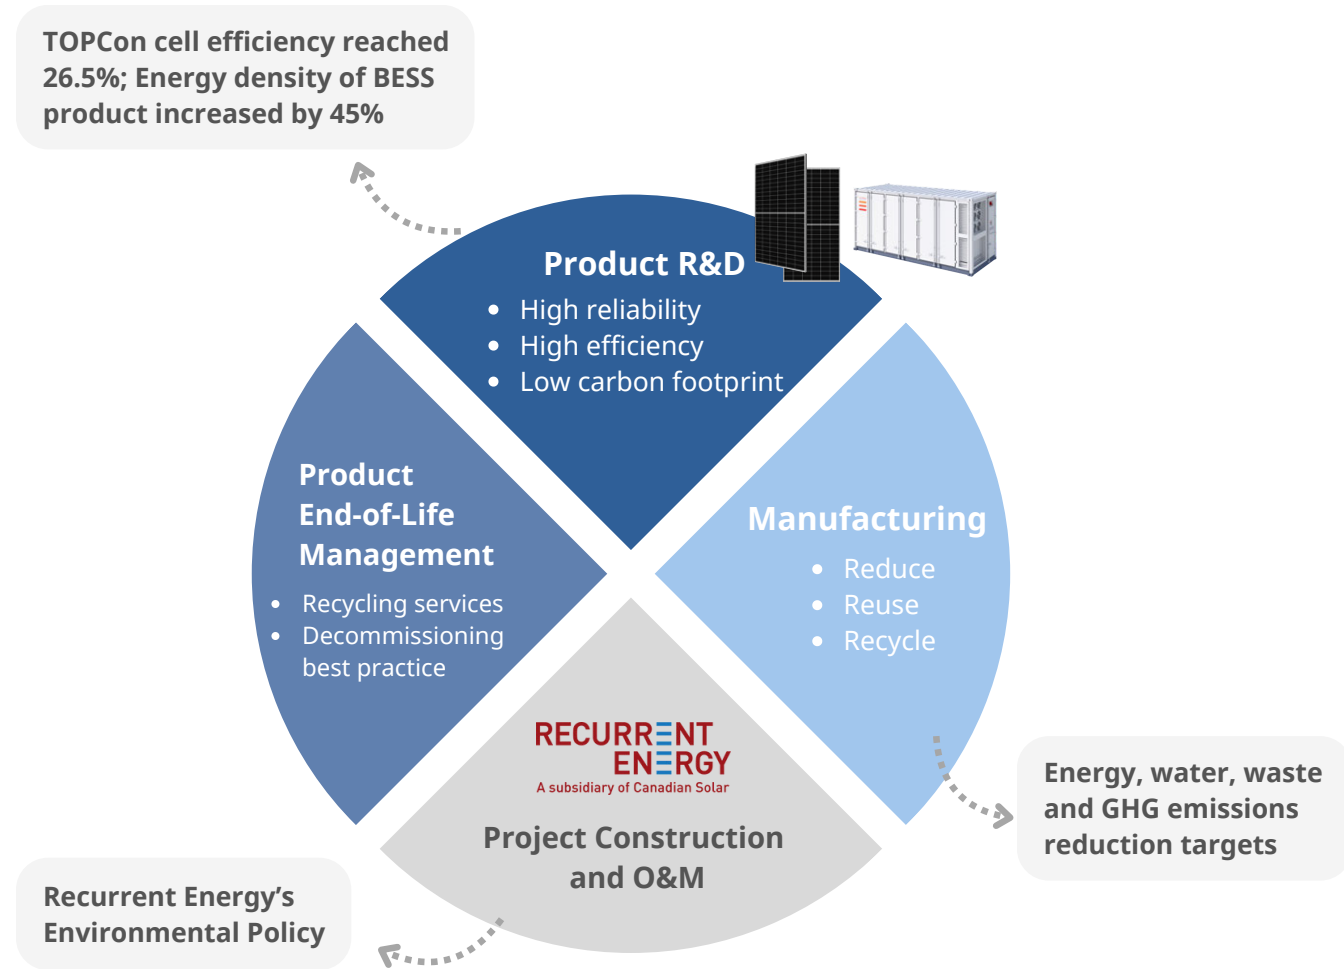 TOPCon cell efficiency reached
26.5%; Energy density of BESS
product increased by 45%
Product R&D
• High reliability
• High efficiency
• Low carbon footprint
Product
End-of-Life
Management
• Recycling services
• Decommissioning
best practice
Manufacturing
• Reduce
• Reuse
• Recycle
RECURRENT
ENERGY
A subsidiary of Canadian Solar
Project Construction
and O&M
Energy, water, waste
and GHG emissions
reduction targets
Recurrent Energy’s
Environmental Policy